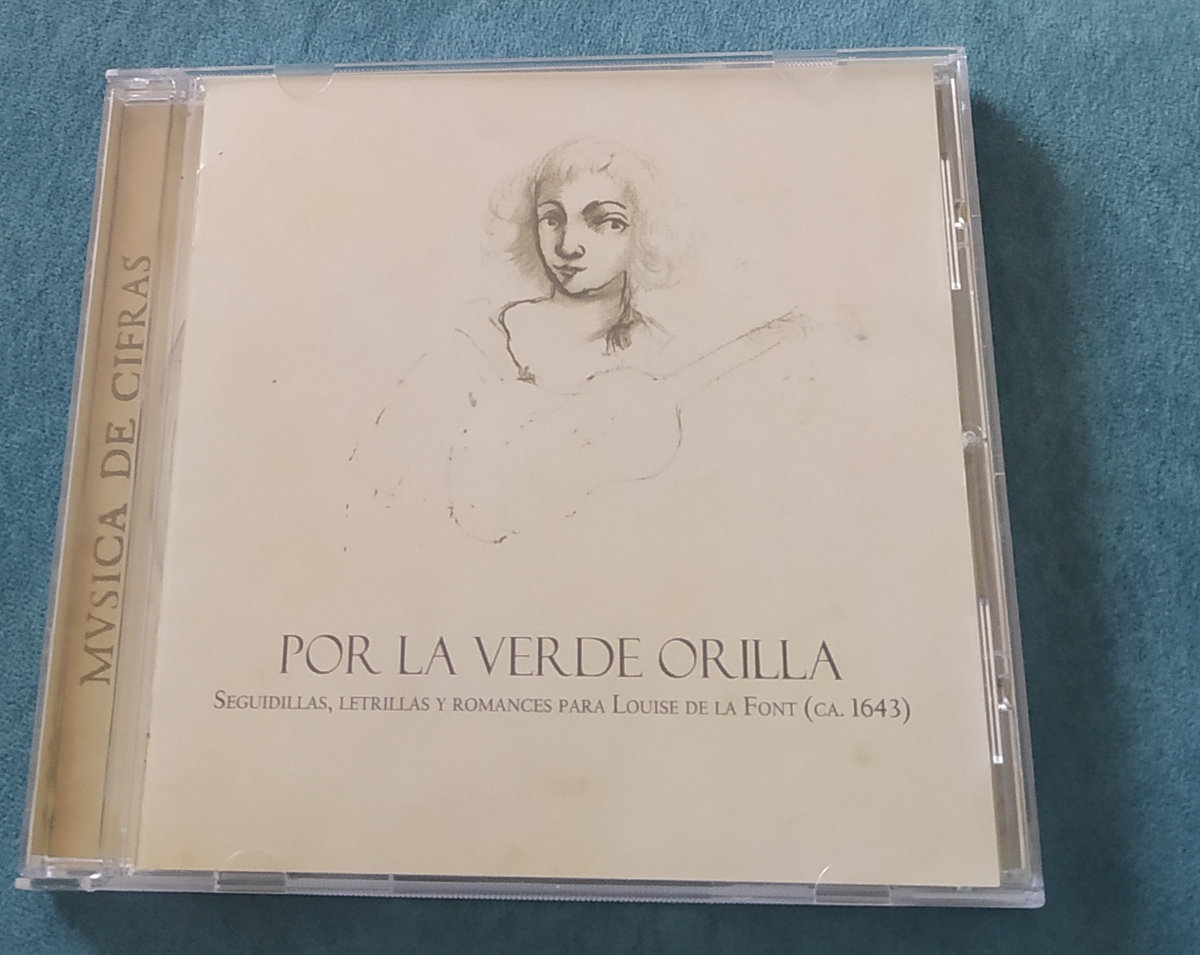 MVSICA DE CIFRAS
POR LA VERDE ORILLA
SEGUIDILLAS, LETRILLAS Y ROMANCES PARA LOUISE DE LA FONT (CA. 1643)